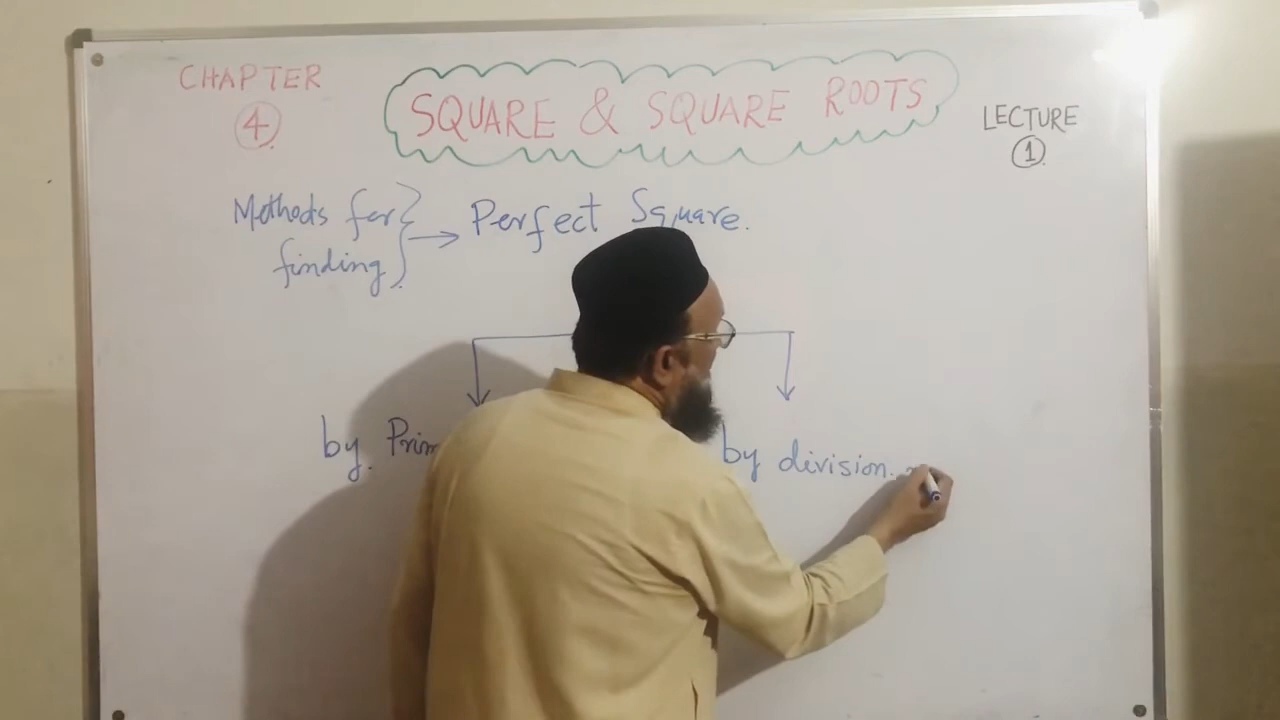 CHAPTER
4
SQUARE & SQUARE ROOTS
LECTURE
1
Methods for
finding
Perfect Square.
by
by division.